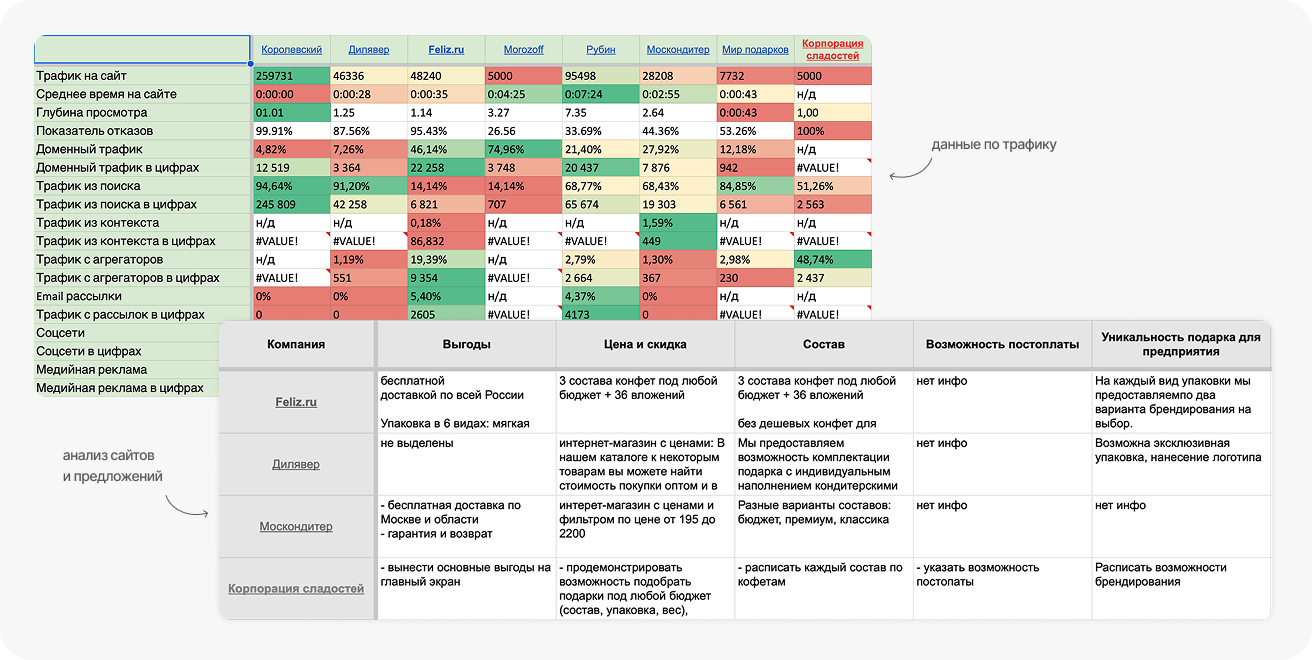 Королевский Дилявер Feliz.ru Morozoff Рубин Москондитер Мир подарков Корпорация сладостей
Трафик на сайт 259731 46336 48240 5000 95498 28208 7732 5000
Среднее время на сайте 0:00:00 0:00:28 0:00:35 0:04:25 0:07:24 0:02:55 0:00:43 н/д
Глубина просмотра 01.01 1.25 1.14 3.27 7.35 2.64 0:00:43 1,00
Показатель отказов 99.91% 87.56% 95.43% 26.56 33.69% 44.36% 53.26% 100%
Доменный трафик 4,82% 7,26% 46,14% 74,96% 21,40% 27,92% 12,18% н/д
Доменный трафик в цифрах 12 519 3 364 22 258 3 748 20 437 7 876 942 #VALUE!
Трафик из поиска 94,64% 91,20% 14,14% 14,14% 68,77% 68,43% 84,85% 51,26%
Трафик из поиска в цифрах 245 809 42 258 6 821 707 65 674 19 303 6 561 2 563
Трафик из контекста н/д н/д 0,18% н/д н/д 1,59% н/д н/д
Трафик из контекста в цифрах #VALUE! #VALUE! 86,832 #VALUE! #VALUE! 449 #VALUE! #VALUE!
Трафик с агрегаторов н/д 1,19% 19,39% н/д 2,79% 1,30% 2,98% 48,74%
Трафик с агрегаторов в цифрах #VALUE! 551 9 354 #VALUE! 2 664 367 230 2 437
Email рассылки 0% 0% 5,40% н/д 4,37% 0% н/д н/д
Трафик с рассылок в цифрах 0 0 2605 #VALUE! 4173 0 #VALUE! #VALUE!
Соцсети
Соцсети в цифрах
Медийная реклама
Медийная реклама в цифрах
данные по трафику
анализ сайтов
и предложений
Компания
Выгоды
Цена и скидка
Состав
Возможность постоплаты
Уникальность подарка для
предприятия
Feliz.ru
бесплатной
доставкой по всей России
Упаковка в 6 видах: мягкая
3 состава конфет под любой
бюджет + 36 вложений
3 состава конфет под любой
бюджет + 36 вложений
без дешевых конфет для
нет инфо
На каждый вид упаковки мы
предоставляемпо два
варианта брендирования на
выбор.
Дилявер
не выделены
интернет-магазин с ценами: В
нашем каталоге к некоторым
товарам вы можете найти
стоимость покупки оптом и в
Мы предоставляем
возможность комплектации
подарка с индивидуальным
наполнением кондитерскими
нет инфо
Возможна эксклюзивная
упаковка, нанесение логотипа
Москондитер
- бесплатная доставка по
Москве и области
- гарантия и возврат
интерет-магазин с ценами и
фильтром по цене от 195 до
2200
Разные варианты составов:
бюджет, премиум, классика
нет инфо
нет инфо
Корпорация сладостей
- вынести основные выгоды на
главный экран
- продемонстрировать
возможность подобрать
подарки под любой бюджет
(состав, упаковка, вес),
- расписать каждый состав по
кофетам
- указать возможность
постопаты
Расписать возможности
брендирования